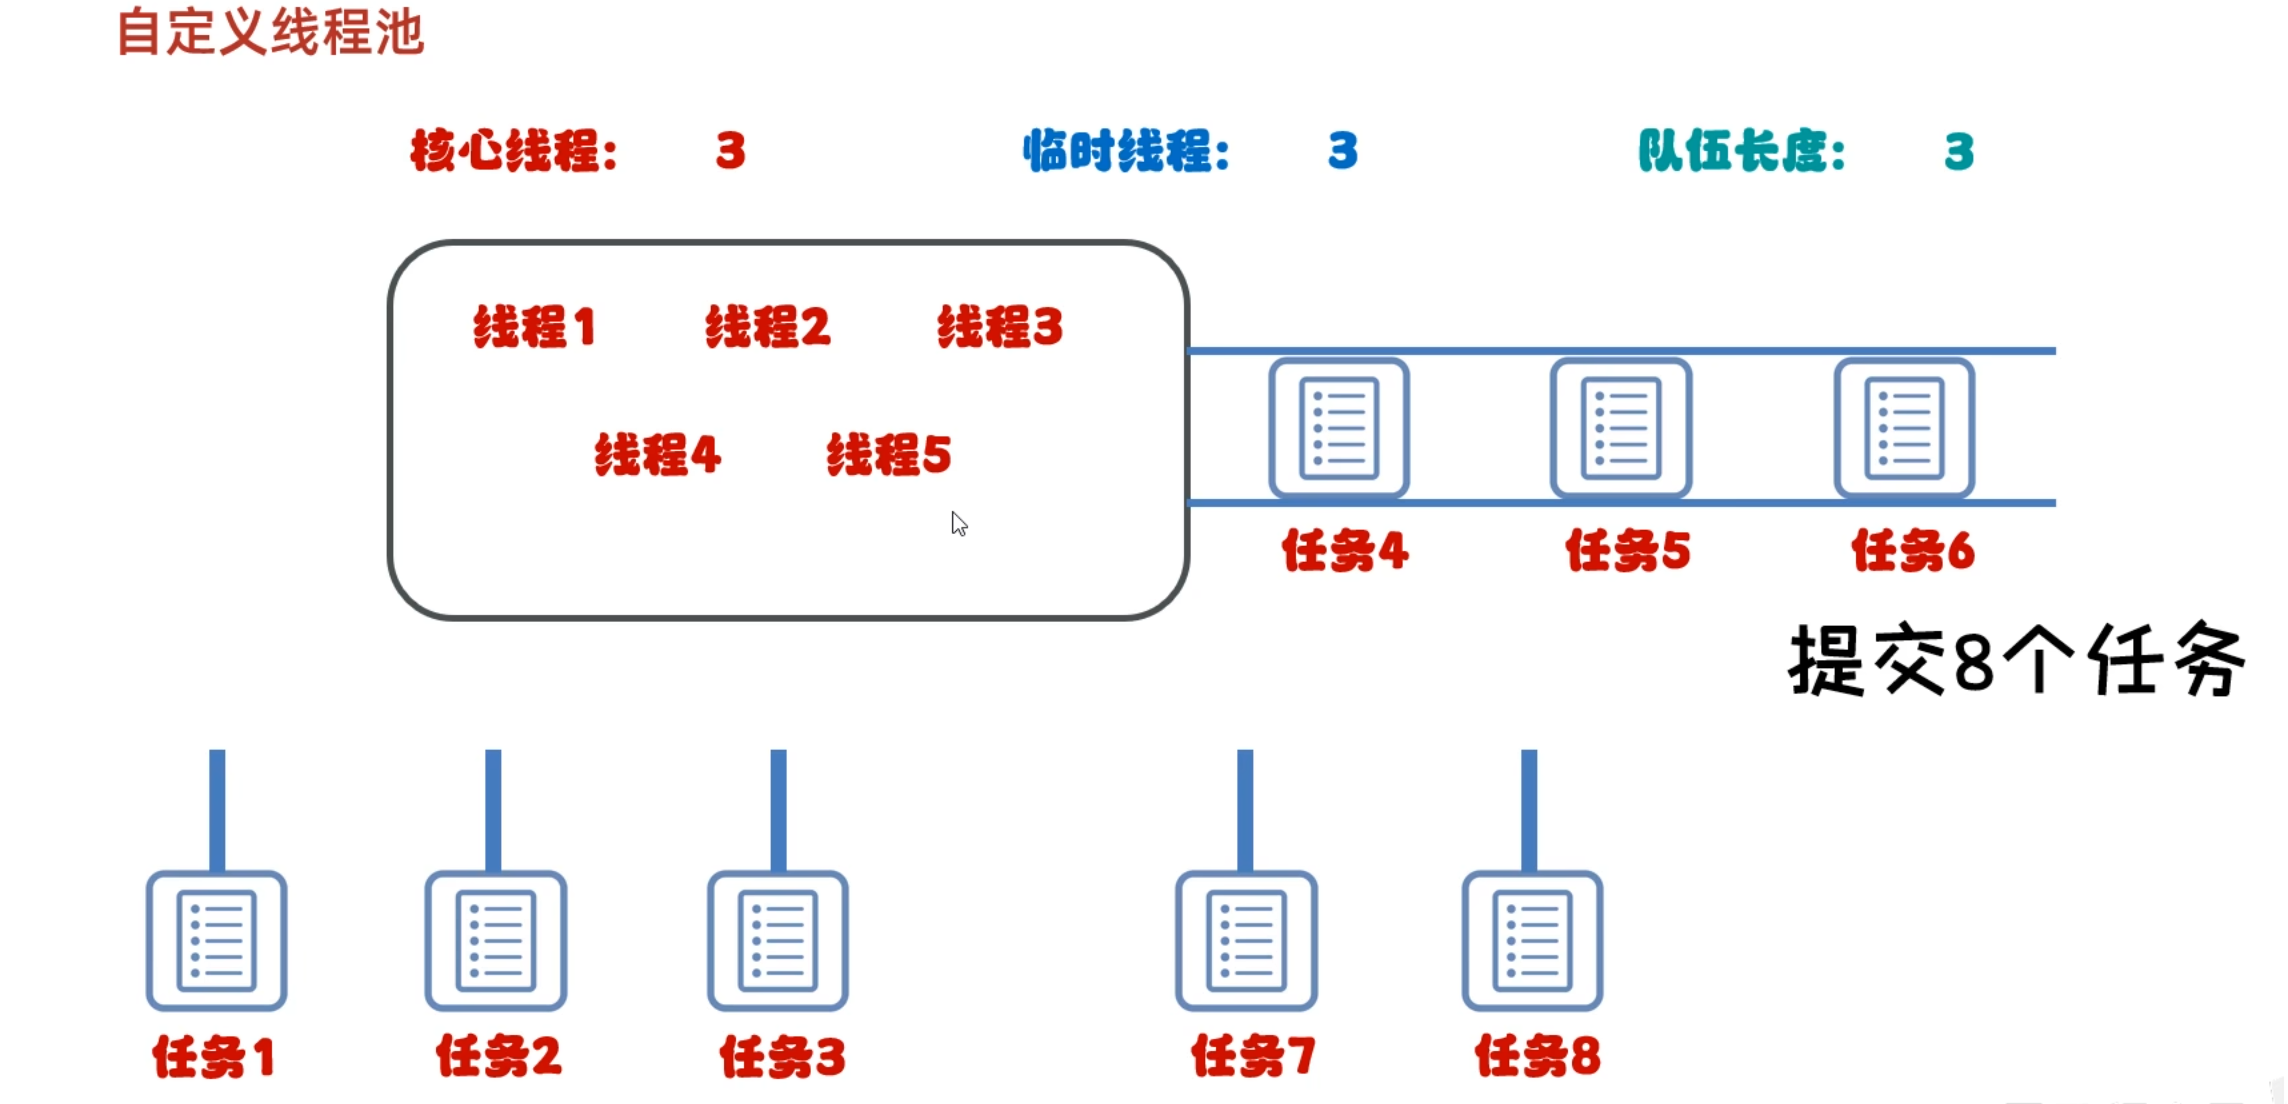 自定义线程池
核心线程： 3 临时线程： 3 队伍长度： 3
线程1 线程2 线程3
线程4 线程5
任务4 任务5 任务6
提交8个任务
任务1 任务2 任务3 任务7 任务8